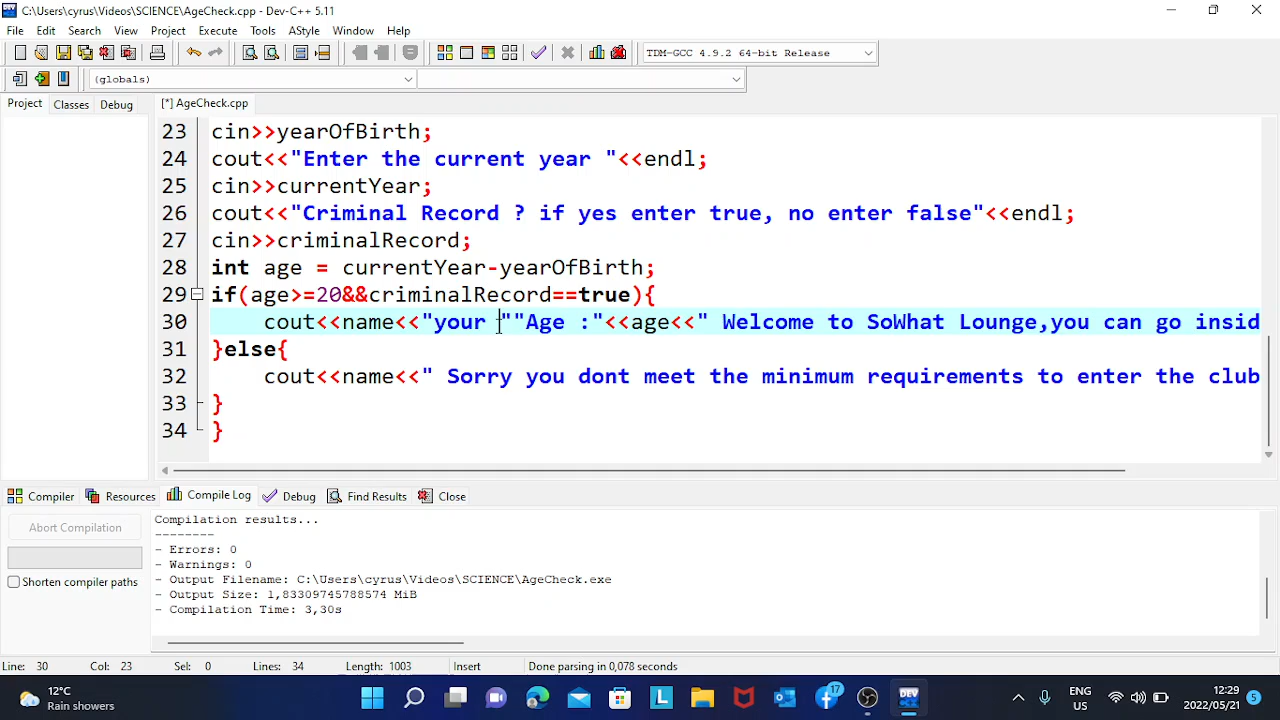 C:\Users\cyrus\Videos\SCIENCE\AgeCheck.cpp - Dev-C++ 5.11
File Edit Search View Project Execute Tools AStyle Window Help
TDM-GCC 4.9.2 64-bit Release
(globals)
Project Classes Debug [*] AgeCheck.cpp
23 cin>>yearOfBirth;
24 cout<<"Enter the current year "<<endl;
25 cin>>currentYear;
26 cout<<"Criminal Record ? if yes enter true, no enter false"<<endl;
27 cin>>criminalRecord;
28 int age = currentYear-yearOfBirth;
29 if(age>=20&&criminalRecord==true){
30 cout<<name<<"your ""Age :"<<age<<" Welcome to SoWhat Lounge,you can go insid
31 }else{
32 cout<<name<<" Sorry you dont meet the minimum requirements to enter the club
33 }
34 }
Compiler Resources Compile Log Debug Find Results Close
Abort Compilation
Shorten compiler paths
Compilation results...
--------
- Errors: 0
- Warnings: 0
- Output Filename: C:\Users\cyrus\Videos\SCIENCE\AgeCheck.exe
- Output Size: 1,83309745788574 MiB
- Compilation Time: 3,30s
Line: 30 Col: 23 Sel: 0 Lines: 34 Length: 1003 Insert Done parsing in 0,078 seconds
12°C
Rain showers
L
17
DEV
ENG
US
12:29
2022/05/21
5